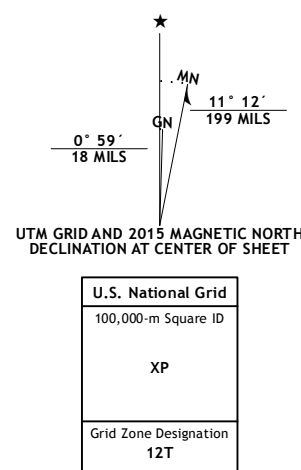 MN
GN
11° 12´
199 MILS
0° 59´
18 MILS
UTM GRID AND 2015 MAGNETIC NORTH
DECLINATION AT CENTER OF SHEET
U.S. National Grid
100,000-m Square ID
XP
Grid Zone Designation
12T